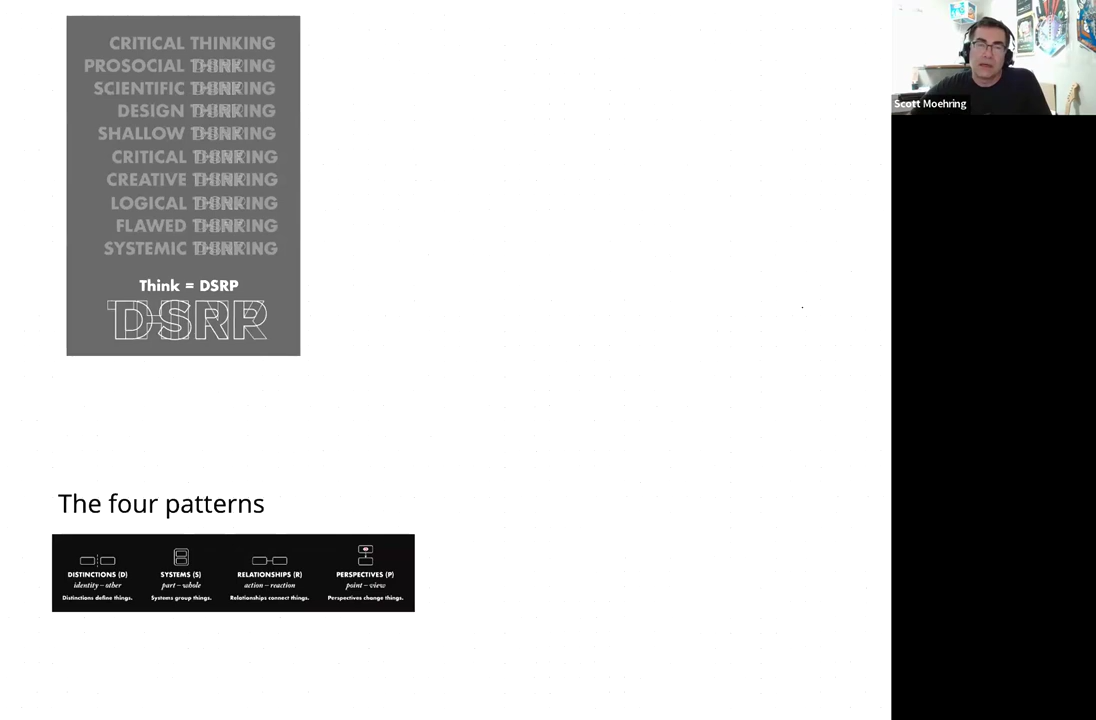 CRITICAL THINKING
PROSOCIAL THINKING
SCIENTIFIC THINKING
DESIGN THINKING
SHALLOW THINKING
CRITICAL THINKING
CREATIVE THINKING
LOGICAL THINKING
FLAWED THINKING
SYSTEMIC THINKING
Think = DSRP
DSRP
Scott Moehring
The four patterns
DISTINCTIONS (D)
identity – other
Distinctions define things.
SYSTEMS (S)
part – whole
Systems group things.
RELATIONSHIPS (R)
action – reaction
Relationships connect things.
PERSPECTIVES (P)
point – view
Perspectives change things.